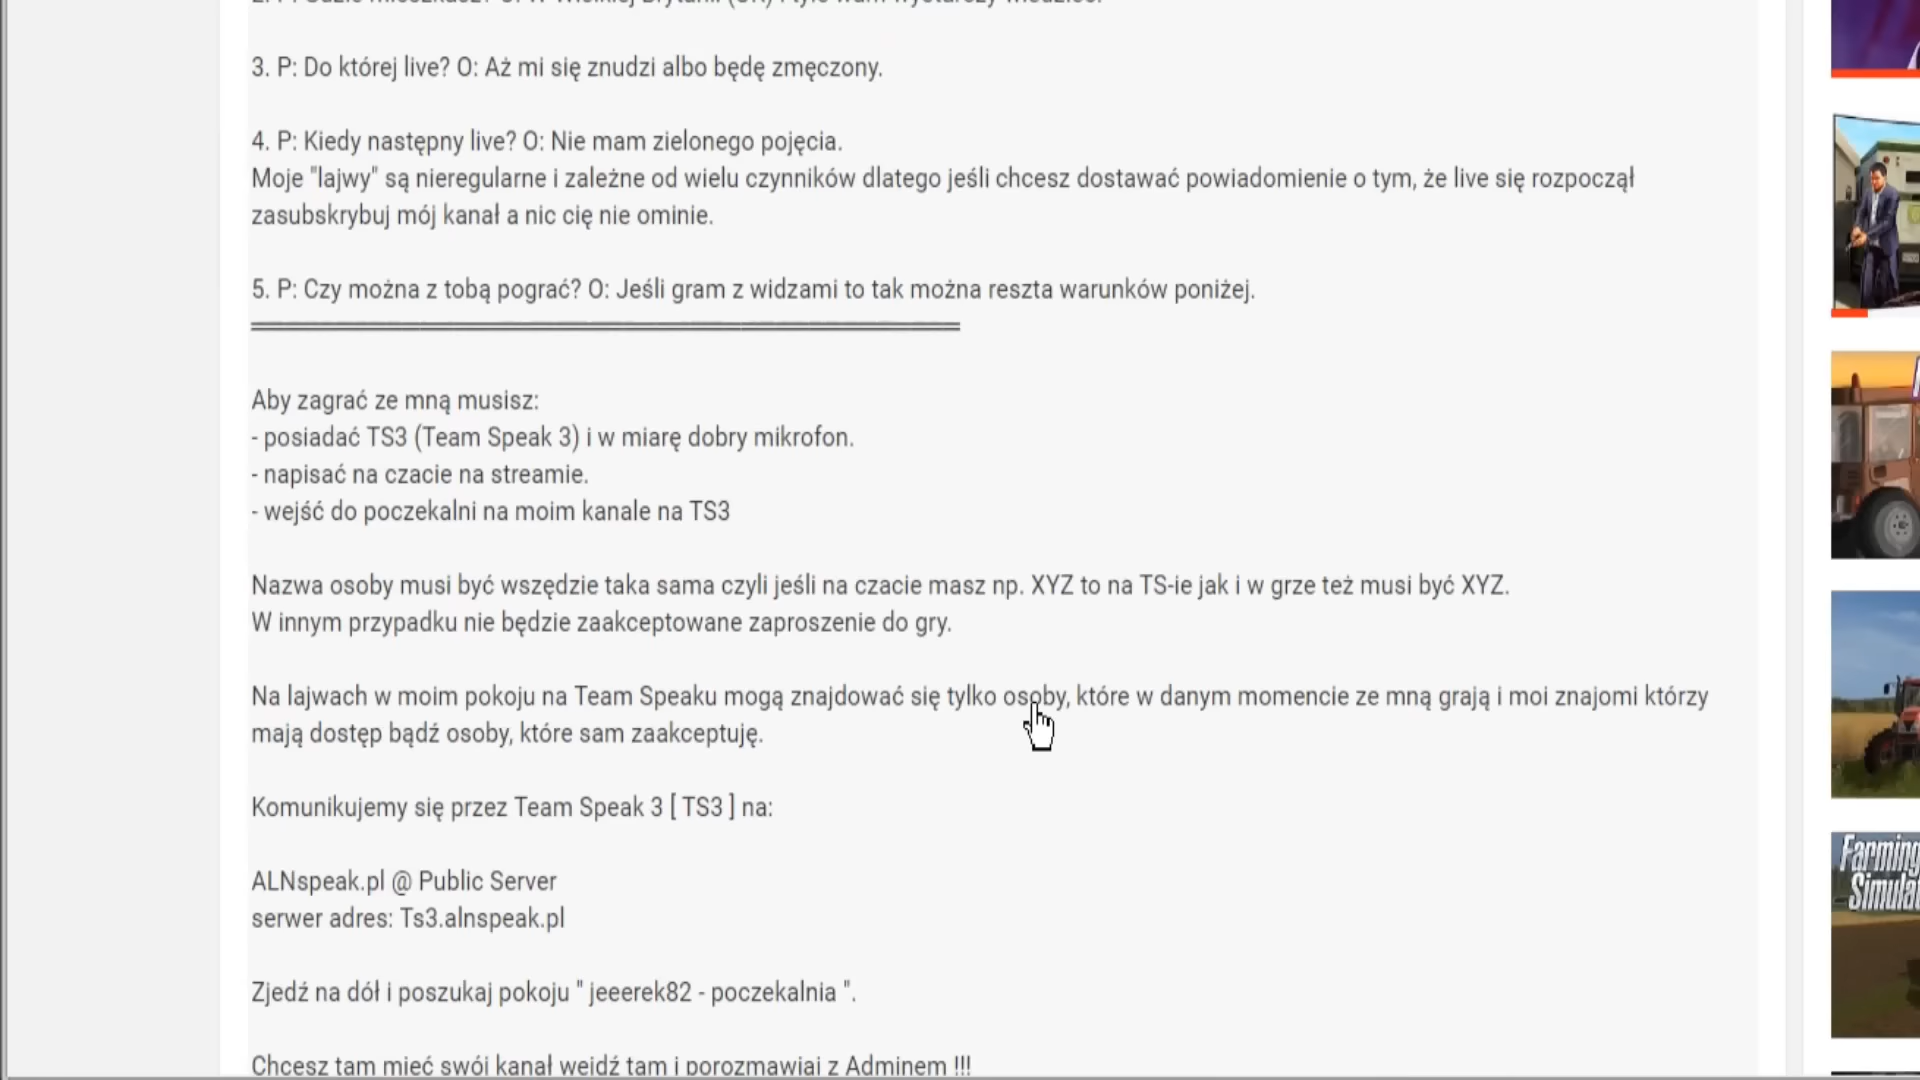 3. P: Do której live? O: Aż mi się znudzi albo będę zmęczony.
4. P: Kiedy następny live? O: Nie mam zielonego pojęcia.
Moje "lajwy" są nieregularne i zależne od wielu czynników dlatego jeśli chcesz dostawać powiadomienie o tym, że live się rozpoczął
zasubskrybuj mój kanał a nic cię nie ominie.
5. P: Czy można z tobą pograć? O: Jeśli gram z widzami to tak można reszta warunków poniżej.
Aby zagrać ze mną musisz:
- posiadać TS3 (Team Speak 3) i w miarę dobry mikrofon.
- napisać na czacie na streamie.
- wejść do poczekalni na moim kanale na TS3
Nazwa osoby musi być wszędzie taka sama czyli jeśli na czacie masz np. XYZ to na TS-ie jak i w grze też musi być XYZ.
W innym przypadku nie będzie zaakceptowane zaproszenie do gry.
Na lajwach w moim pokoju na Team Speaku mogą znajdować się tylko osoby, które w danym momencie ze mną grają i moi znajomi którzy
mają dostęp bądź osoby, które sam zaakceptuję.
Komunikujemy się przez Team Speak 3 [ TS3 ] na:
ALNspeak.pl @ Public Server
serwer adres: Ts3.alnspeak.pl
Zjedź na dół i poszukaj pokoju " jeeerek82 - poczekalnia ".
Chcesz tam mieć swój kanał wejdź tam i porozmawiaj z Adminem !!!
Farming